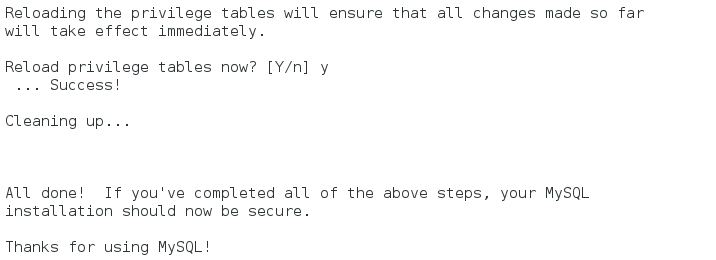 Reloading the privilege tables will ensure that all changes made so far
will take effect immediately.
Reload privilege tables now? [Y/n] y
 ... Success!
Cleaning up...
All done!  If you've completed all of the above steps, your MySQL
installation should now be secure.
Thanks for using MySQL!